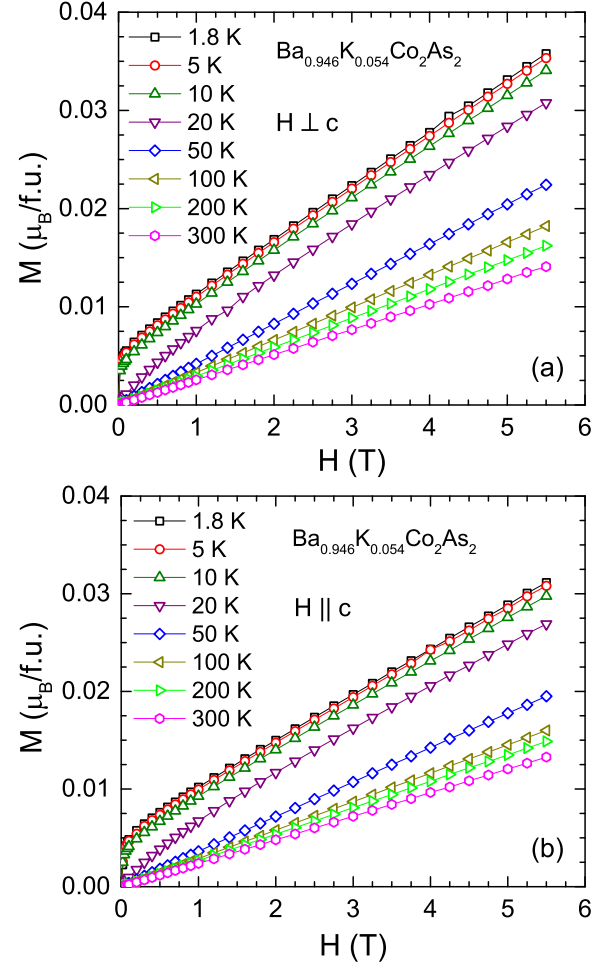 0.04
1.8 K
5 K
10 K
20 K
50 K
100 K
200 K
300 K
Ba0.946K0.054Co2As2
H ⊥ c
0.03
0.02
0.01
0.00
M (μB/f.u.)
(a)
0 1 2 3 4 5 6
H (T)
0.04
1.8 K
5 K
10 K
20 K
50 K
100 K
200 K
300 K
Ba0.946K0.054Co2As2
H || c
0.03
0.02
0.01
0.00
M (μB/f.u.)
(b)
0 1 2 3 4 5 6
H (T)